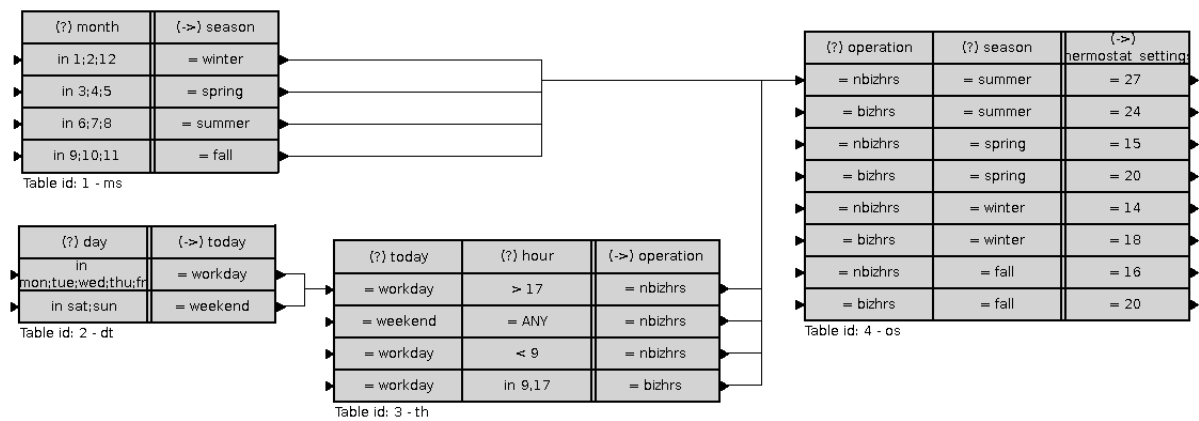 (?) month (->) season
in 1;2;12 = winter
in 3;4;5 = spring
in 6;7;8 = summer
in 9;10;11 = fall
Table id: 1 - ms
(?) day (->) today
in
mon;tue;wed;thu;fr = workday
in sat;sun = weekend
Table id: 2 - dt
(?) today (?) hour (->) operation
= workday > 17 = nbizhrs
= weekend = ANY = nbizhrs
= workday < 9 = nbizhrs
= workday in 9,17 = bizhrs
Table id: 3 - th
(->)
(?) operation (?) season hermostat settings
= nbizhrs = summer = 27
= bizhrs = summer = 24
= nbizhrs = spring = 15
= bizhrs = spring = 20
= nbizhrs = winter = 14
= bizhrs = winter = 18
= nbizhrs = fall = 16
= bizhrs = fall = 20
Table id: 4 - os